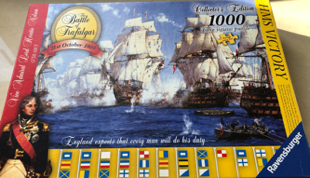 Battle
of
Trafalgar
21st October 1805
Collector's Edition
1000
HMS VICTORY
Vice Admiral Lord Horatio Nelson
England expects that every man will do his duty
Ravensburger